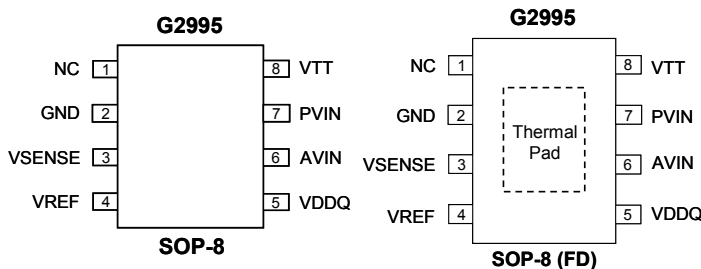 G2995
NC 1 8 VTT
GND 2 7 PVIN
VSENSE 3 6 AVIN
VREF 4 5 VDDQ
SOP-8
G2995
NC 1 8 VTT
GND 2 7 PVIN
Thermal
Pad
VSENSE 3 6 AVIN
VREF 4 5 VDDQ
SOP-8 (FD)